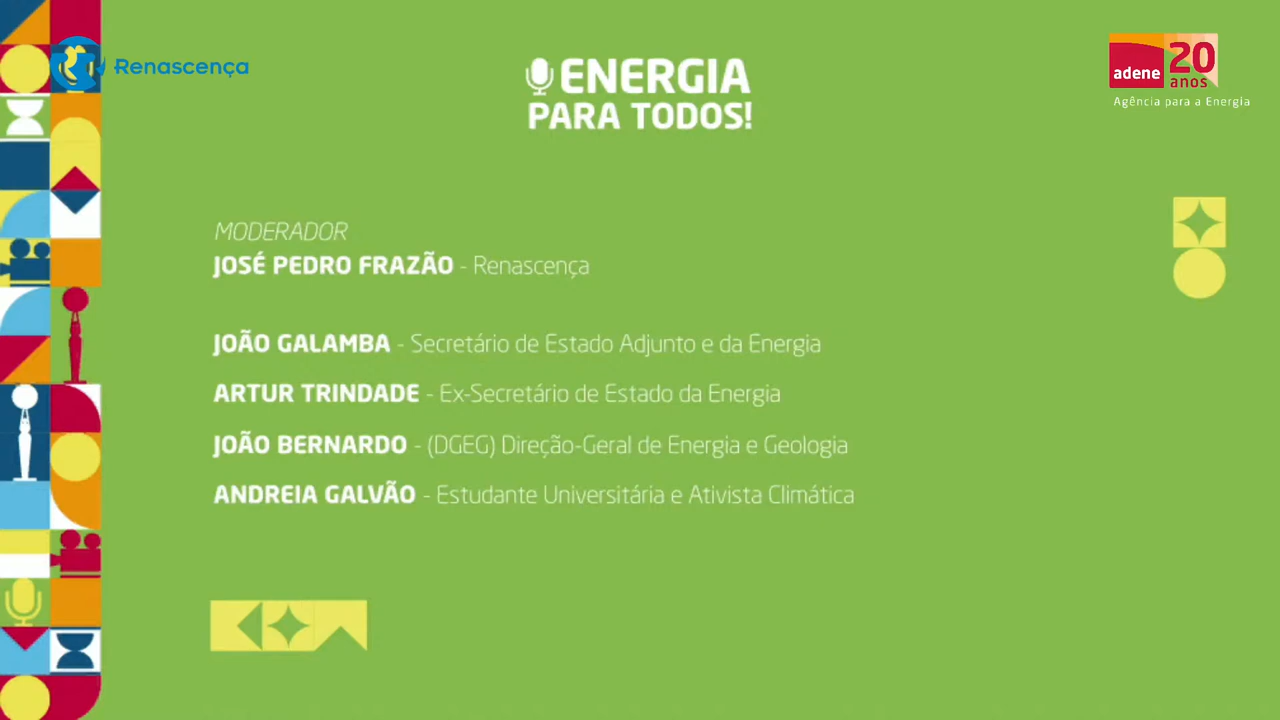 Renascença
ENERGIA
PARA TODOS!
adene 20 anos
Agência para a Energia
MODERADOR
JOSÉ PEDRO FRAZÃO - Renascença
JOÃO GALAMBA - Secretário de Estado Adjunto e da Energia
ARTUR TRINDADE - Ex-Secretário de Estado da Energia
JOÃO BERNARDO - (DGEG) Direção-Geral de Energia e Geologia
ANDREIA GALVÃO - Estudante Universitária e Ativista Climática